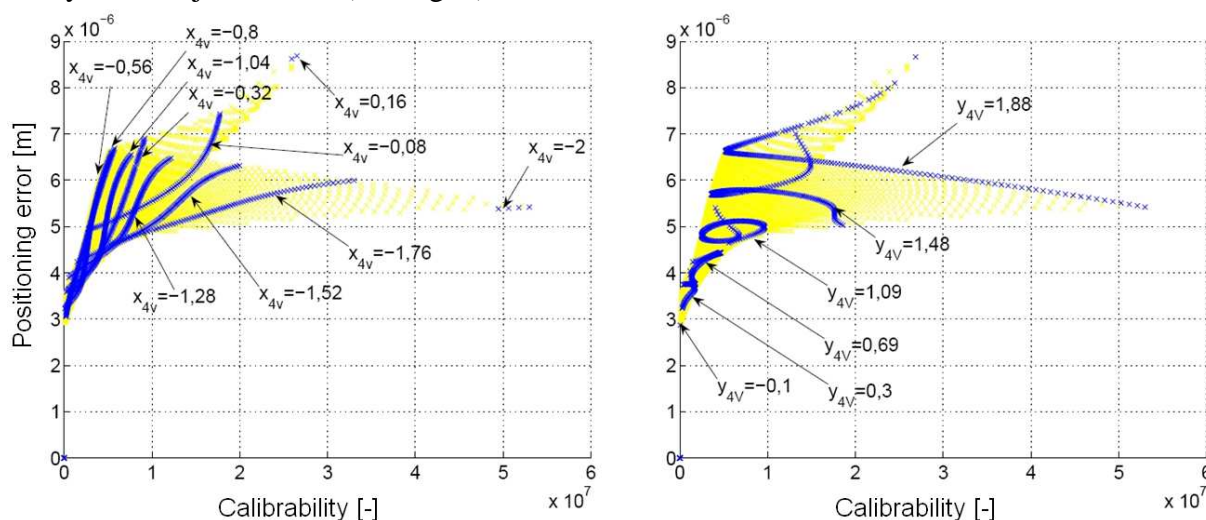 x 10⁻⁶
9
8
7
6
5
4
3
2
1
0
Positioning error [m]
x4v=−0,8
x4v=−0,56
x4v=−1,04
x4v=−0,32
x4v=0,16
x4v=−0,08
x4v=−2
x4v=−1,76
x4v=−1,52
x4v=−1,28
0 1 2 3 4 5 6
x 10⁷
Calibrability [-]
x 10⁻⁶
9
8
7
6
5
4
3
2
1
0
y4V=1,88
y4V=1,48
y4V=1,09
y4V=0,69
y4V=0,3
y4V=−0,1
0 1 2 3 4 5 6
x 10⁷
Calibrability [-]